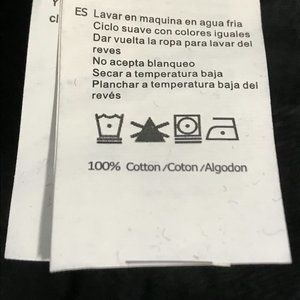 ES Lavar en maquina en agua fria
Ciclo suave con colores iguales
Dar vuelta la ropa para lavar del
reves
No acepta blanqueo
Secar a temperatura baja
Planchar a temperatura baja del
revés
100% Cotton/Coton/Algodon